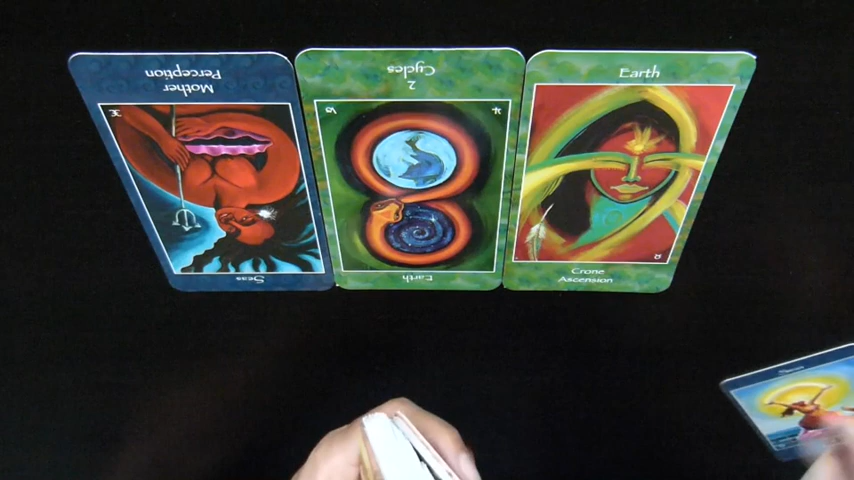 Mother
Perception
Seas
2
Cycles
Earth
Earth
Crone
Ascension